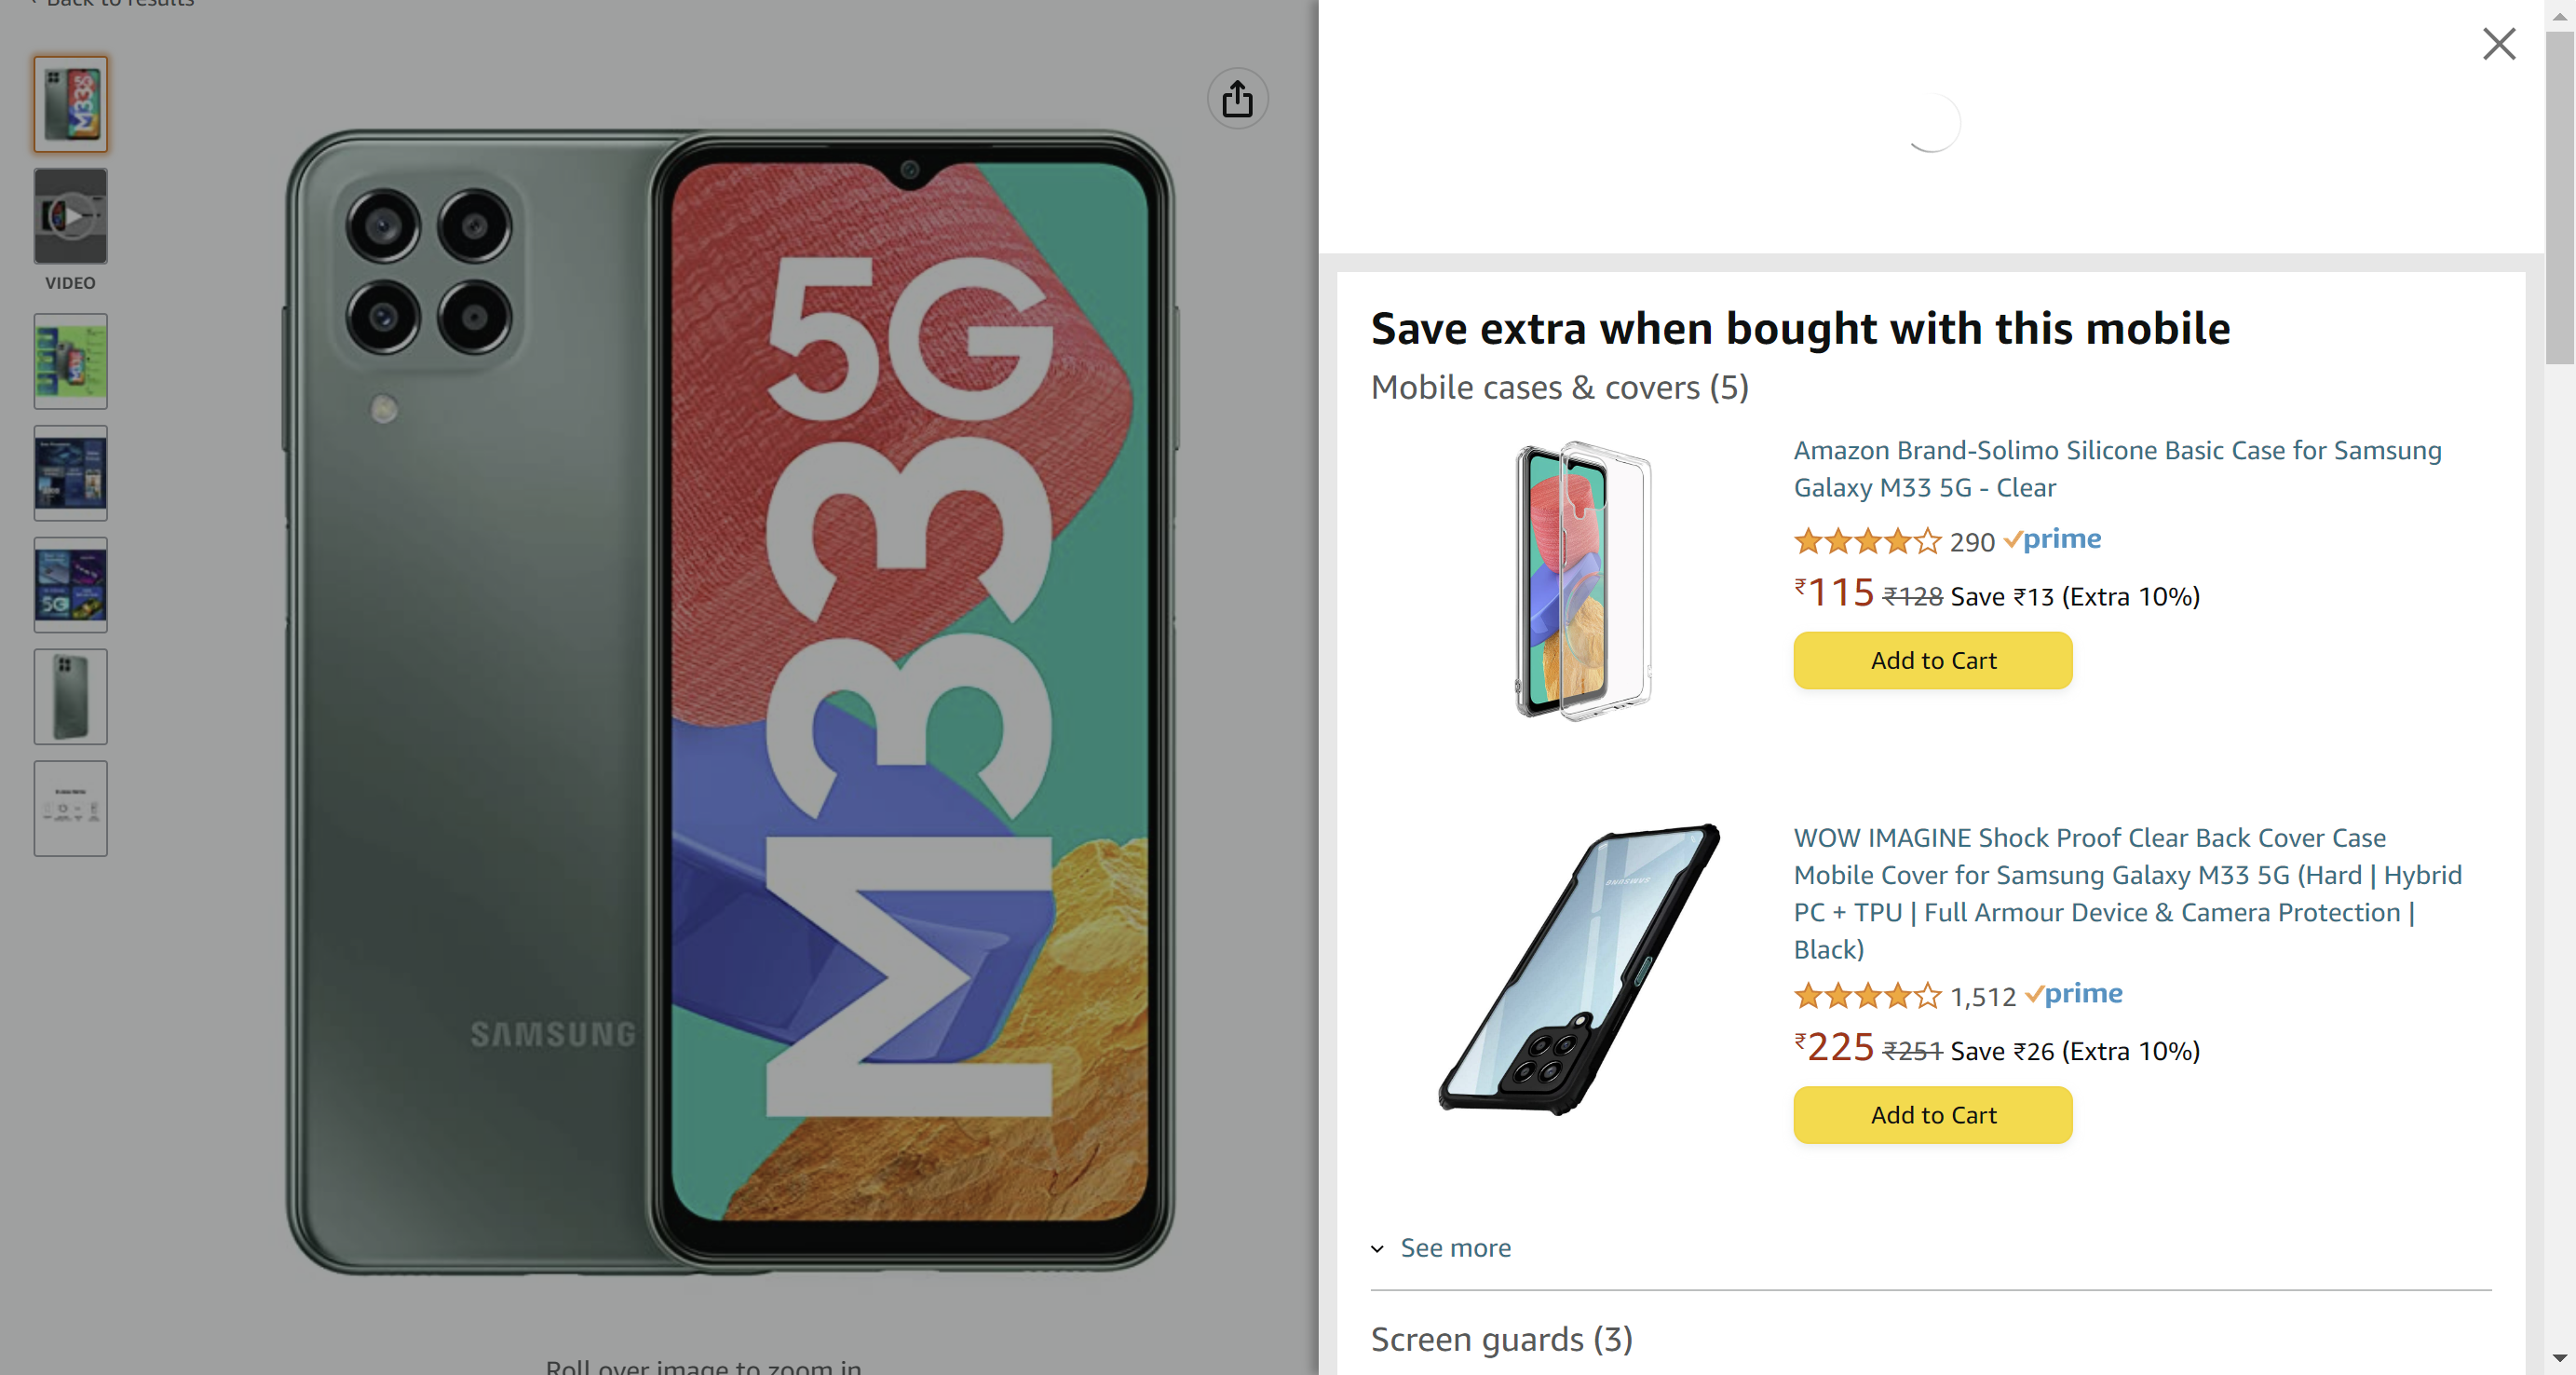 VIDEO
5G
M33
SAMSUNG
Save extra when bought with this mobile
Mobile cases & covers (5)
Amazon Brand-Solimo Silicone Basic Case for Samsung
Galaxy M33 5G - Clear
290 prime
₹115 ₹128 Save ₹13 (Extra 10%)
Add to Cart
WOW IMAGINE Shock Proof Clear Back Cover Case
Mobile Cover for Samsung Galaxy M33 5G (Hard | Hybrid
PC + TPU | Full Armour Device & Camera Protection |
Black)
1,512 prime
₹225 ₹251 Save ₹26 (Extra 10%)
Add to Cart
See more
Screen guards (3)
Back to results
Roll over image to zoom in